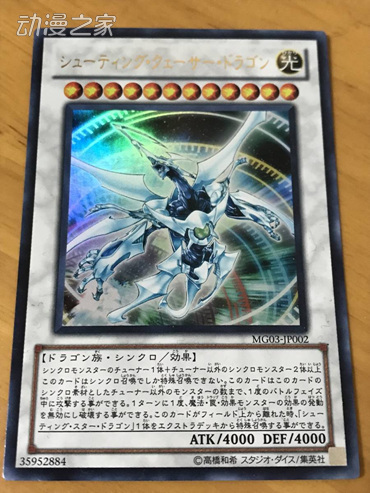 动漫之家
シューティング・クェーサー・ドラゴン
光
MG03-JP002
【ドラゴン族・シンクロ/効果】
シンクロモンスターのチューナー1体+チューナー以外のシンクロモンスター2体以上
このカードはシンクロ召喚でしか特殊召喚できない。このカードはこのカードの
シンクロ素材としたチューナー以外のモンスターの数まで、1度のバトルフェイズ
中に攻撃する事ができる。1ターンに1度、魔法・罠・効果モンスターの効果の発動
を無効にし破壊する事ができる。このカードがフィールド上から離れた時、「シュー
ティング・スター・ドラゴン」1体をエクストラデッキから特殊召喚する事ができる。
ATK/4000 DEF/4000
35952884
©高橋和希 スタジオ・ダイス/集英社